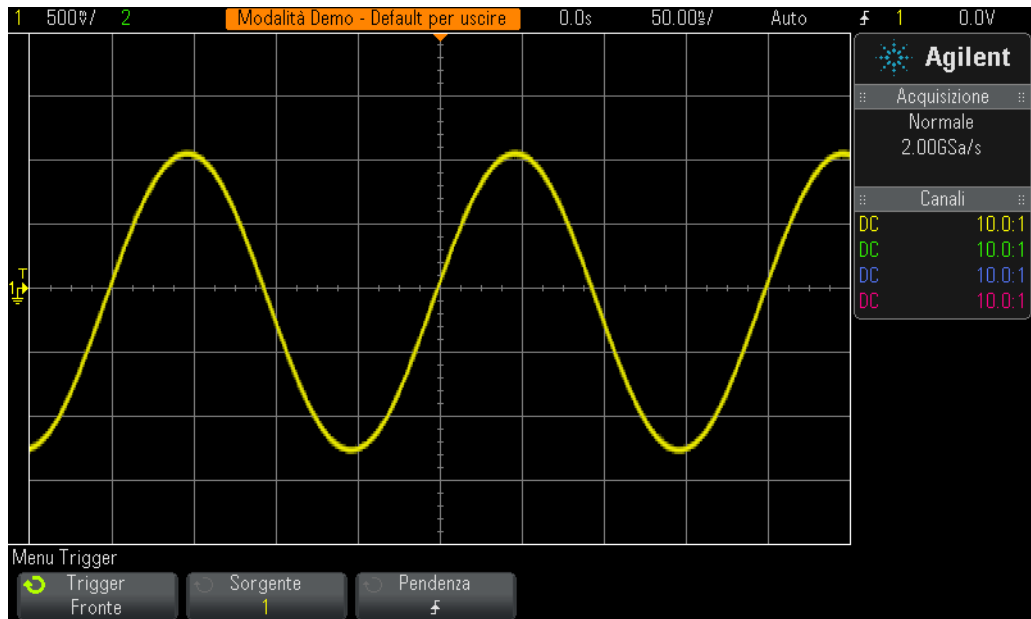 1 500㎷/ 2 Modalità Demo - Default per uscire 0.0s 50.00㎲/ Auto 1 0.0V
Agilent
Acquisizione
Normale
2.00GSa/s
Canali
DC 10.0:1
DC 10.0:1
DC 10.0:1
DC 10.0:1
T
1
Menu Trigger
Trigger
Fronte
Sorgente
1
Pendenza